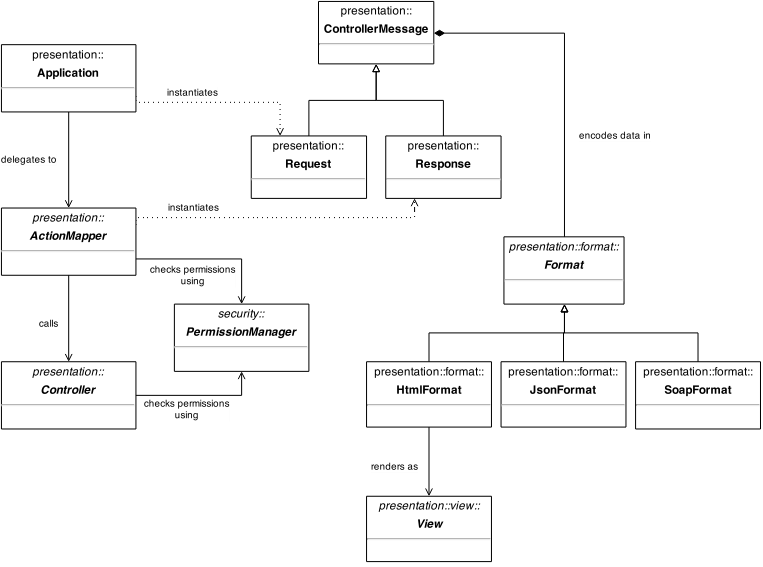 presentation::
ControllerMessage
presentation::
Application
instantiates
encodes data in
presentation::
Request
presentation::
Response
delegates to
presentation::
ActionMapper
instantiates
presentation::format::
Format
checks permissions
using
security::
PermissionManager
calls
presentation::
Controller
checks permissions
using
presentation::format::
HtmlFormat
presentation::format::
JsonFormat
presentation::format::
SoapFormat
renders as
presentation::view::
View